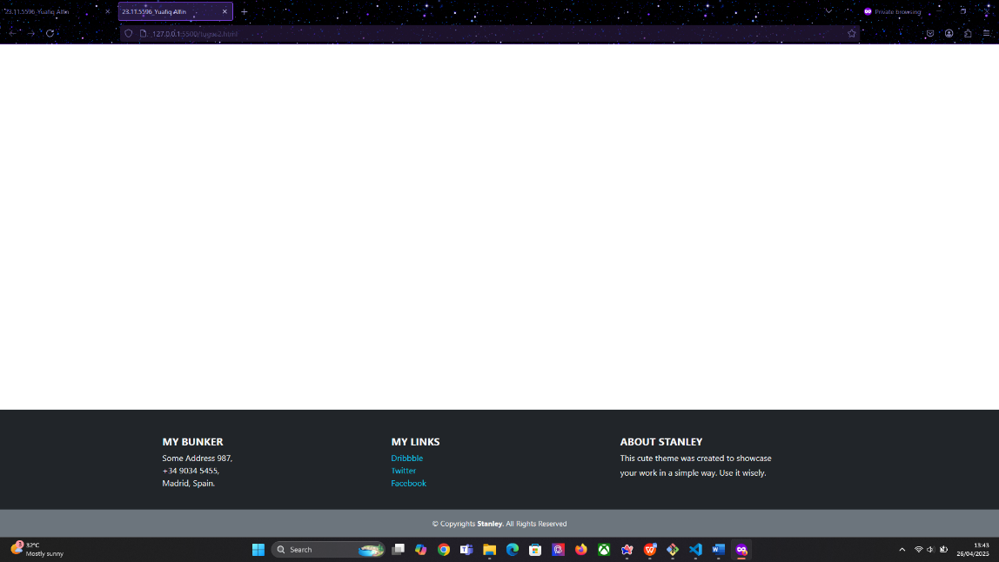 23.11.5596_Yuafiq Alfin
23.11.5596_Yuafiq Alfin
Private browsing
127.0.0.1:5500/tugas2.html
MY BUNKER
Some Address 987,
+34 9034 5455,
Madrid, Spain.
MY LINKS
Dribbble
Twitter
Facebook
ABOUT STANLEY
This cute theme was created to showcase
your work in a simple way. Use it wisely.
© Copyrights Stanley. All Rights Reserved
3
32°C
Mostly sunny
Search
13:43
26/04/2025